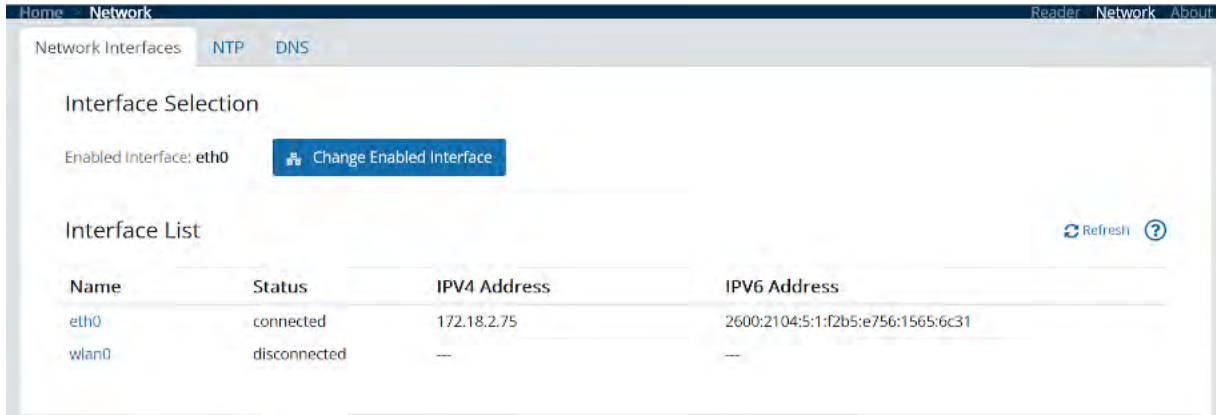 Home > Network Reader Network About
Network Interfaces NTP DNS
Interface Selection
Enabled Interface: eth0 Change Enabled Interface
Interface List Refresh ?
Name Status IPV4 Address IPV6 Address
eth0 connected 172.18.2.75 2600:2104:5:1:f2b5:e756:1565:6c31
wlan0 disconnected --- ---